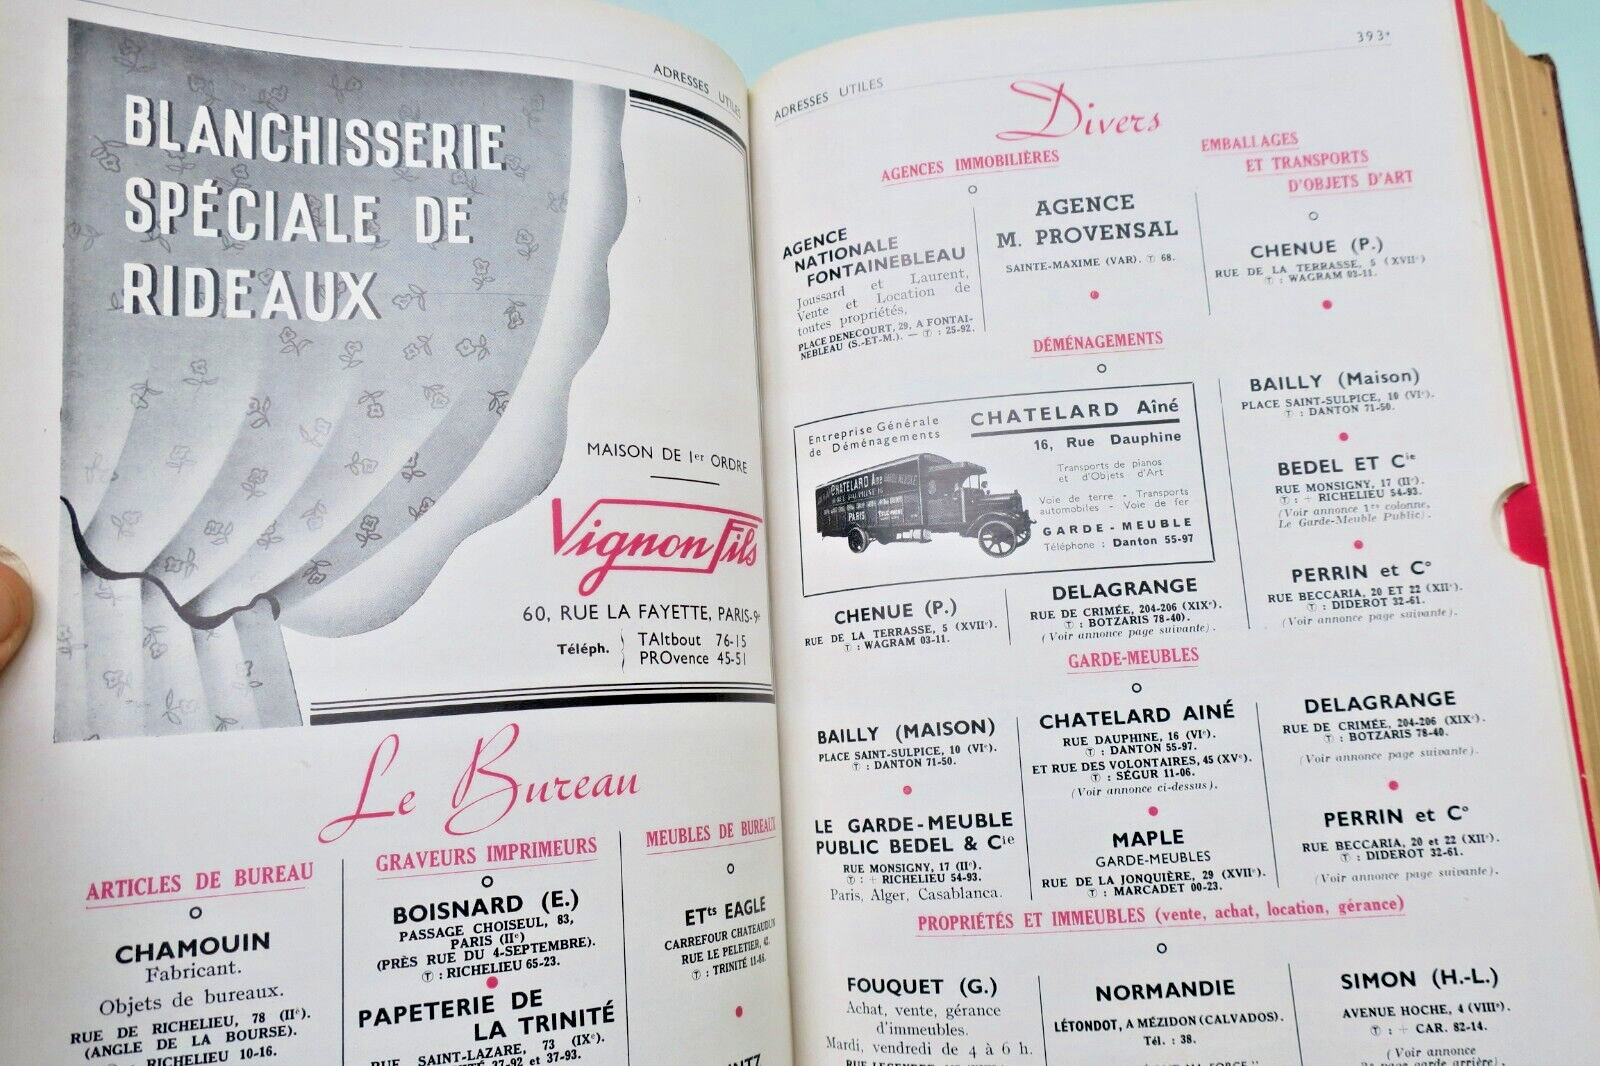 ADRESSES UTILES
BLANCHISSERIE
SPÉCIALE DE
RIDEAUX
MAISON DE 1er ORDRE
Vignon Fils
60, RUE LA FAYETTE, PARIS-9e
Téléph.
TAItbout 76-15
PROvence 45-51
Le Bureau
ARTICLES DE BUREAU
CHAMOUIN
Fabricant.
Objets de bureaux.
RUE DE RICHELIEU, 78 (IIe).
(ANGLE DE LA BOURSE).
RICHELIEU 10-16.
GRAVEURS IMPRIMEURS
BOISNARD (E.)
PASSAGE CHOISEUL, 83,
PARIS (IIe)
(PRÈS RUE DU 4-SEPTEMBRE).
Ⓣ : RICHELIEU 65-23.
PAPETERIE DE
LA TRINITÉ
RUE SAINT-LAZARE, 73 (IXe).
37-92 et 37-93.
MEUBLES DE BUREAUX
ETts EAGLE
CARREFOUR CHATEAUDUN
RUE LE PELETIER, 42.
Ⓣ : TRINITÉ 11-66.
393*
ADRESSES UTILES
Divers
AGENCES IMMOBILIÈRES
AGENCE
NATIONALE
FONTAINEBLEAU
Joussard et Laurent,
Vente et Location de
toutes propriétés,
PLACE DENECOURT, 29, A FONTAI-
NEBLEAU (S.-ET-M.). — Ⓣ : 25-92.
AGENCE
M. PROVENSAL
SAINTE-MAXIME (VAR). Ⓣ 68.
EMBALLAGES
ET TRANSPORTS
D'OBJETS D'ART
CHENUE (P.)
RUE DE LA TERRASSE, 5 (XVIIe)
Ⓣ : WAGRAM 03-11.
DÉMÉNAGEMENTS
Entreprise Générale
de Déménagements
CHATELARD Aîné
16, Rue Dauphine
Transports de pianos
et d'Objets d'Art
Voie de terre - Transports
automobiles - Voie de fer
GARDE-MEUBLE
Téléphone : Danton 55-97
CHATELARD Aîné
PARIS
CHENUE (P.)
RUE DE LA TERRASSE, 5 (XVIIe).
Ⓣ : WAGRAM 03-11.
DELAGRANGE
RUE DE CRIMÉE, 204-206 (XIXe).
Ⓣ : BOTZARIS 78-40).
(Voir annonce page suivante).
BAILLY (Maison)
PLACE SAINT-SULPICE, 10 (VIe).
Ⓣ : DANTON 71-50.
BEDEL ET Cie
RUE MONSIGNY, 17 (IIe).
Ⓣ : + RICHELIEU 54-93.
(Voir annonce 1re colonne,
Le Garde-Meuble Public).
PERRIN et Co
RUE BECCARIA, 20 ET 22 (XIIe).
Ⓣ : DIDEROT 32-61.
(Voir annonce page suivante).
GARDE-MEUBLES
BAILLY (MAISON)
PLACE SAINT-SULPICE, 10 (VIe).
Ⓣ : DANTON 71-50.
LE GARDE-MEUBLE
PUBLIC BEDEL & Cie
RUE MONSIGNY, 17 (IIe).
Ⓣ : + RICHELIEU 54-93.
Paris, Alger, Casablanca.
CHATELARD AINÉ
RUE DAUPHINE, 16 (VIe).
Ⓣ : DANTON 55-97.
ET RUE DES VOLONTAIRES, 45 (XVe).
Ⓣ : SÉGUR 11-06.
(Voir annonce ci-dessus).
MAPLE
GARDE-MEUBLES
RUE DE LA JONQUIÈRE, 29 (XVIIe).
Ⓣ : MARCADET 00-23.
DELAGRANGE
RUE DE CRIMÉE, 204-206 (XIXe).
Ⓣ : BOTZARIS 78-40.
(Voir annonce page suivante).
PERRIN et Co
RUE BECCARIA, 20 et 22 (XIIe).
Ⓣ : DIDEROT 32-61.
(Voir annonce page suivante).
PROPRIÉTÉS ET IMMEUBLES (vente, achat, location, gérance)
FOUQUET (G.)
Achat, vente, gérance
d'immeubles.
Mardi, vendredi de 4 à 6 h.
NORMANDIE
LÉTONDOT, A MÉZIDON (CALVADOS).
Tél. : 38.
SIMON (H.-L.)
AVENUE HOCHE, 4 (VIIIe).
Ⓣ : + CAR. 82-14.
(Voir annonce
page garde arrière).